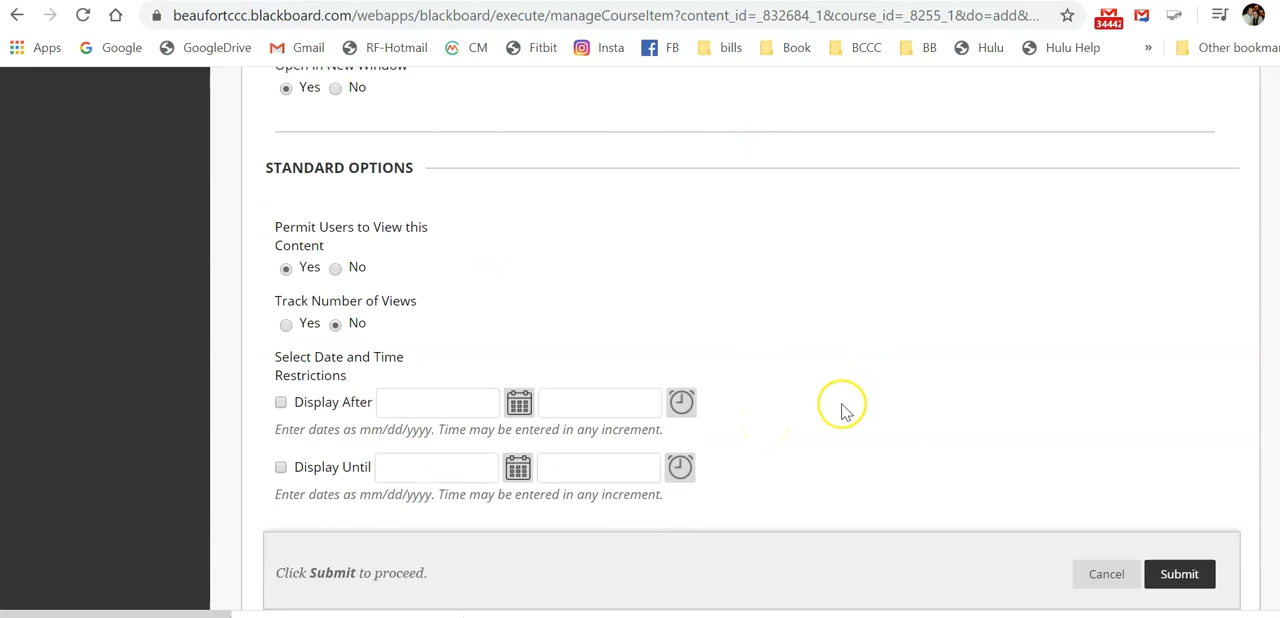 beaufortccc.blackboard.com/webapps/blackboard/execute/manageCourseItem?content_id=_832684_1&course_id=_8255_1&do=add&...
34442
Apps Google GoogleDrive Gmail RF-Hotmail CM Fitbit Insta FB bills Book BCCC BB Hulu Hulu Help » Other bookmar
Open in New Window
Yes No
STANDARD OPTIONS
Permit Users to View this
Content
Yes No
Track Number of Views
Yes No
Select Date and Time
Restrictions
Display After
Enter dates as mm/dd/yyyy. Time may be entered in any increment.
Display Until
Enter dates as mm/dd/yyyy. Time may be entered in any increment.
Click Submit to proceed.
Cancel Submit